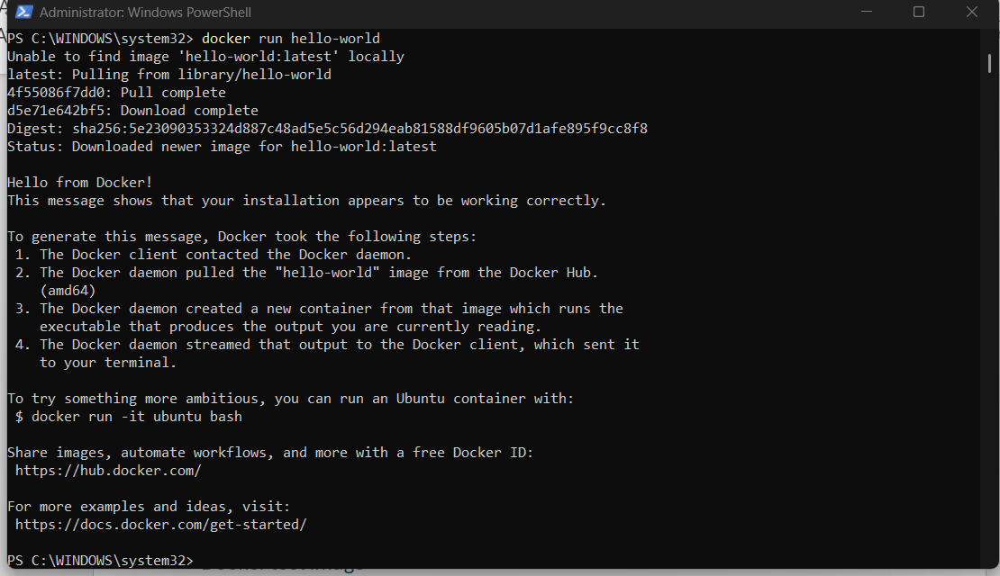 Administrator: Windows PowerShell
PS C:\WINDOWS\system32> docker run hello-world
Unable to find image 'hello-world:latest' locally
latest: Pulling from library/hello-world
4f55086f7dd0: Pull complete
d5e71e642bf5: Download complete
Digest: sha256:5e23090353324d887c48ad5e5c56d294eab81588df9605b07d1afe895f9cc8f8
Status: Downloaded newer image for hello-world:latest

Hello from Docker!
This message shows that your installation appears to be working correctly.

To generate this message, Docker took the following steps:
 1. The Docker client contacted the Docker daemon.
 2. The Docker daemon pulled the "hello-world" image from the Docker Hub.
    (amd64)
 3. The Docker daemon created a new container from that image which runs the
    executable that produces the output you are currently reading.
 4. The Docker daemon streamed that output to the Docker client, which sent it
    to your terminal.

To try something more ambitious, you can run an Ubuntu container with:
 $ docker run -it ubuntu bash

Share images, automate workflows, and more with a free Docker ID:
 https://hub.docker.com/

For more examples and ideas, visit:
 https://docs.docker.com/get-started/

PS C:\WINDOWS\system32>